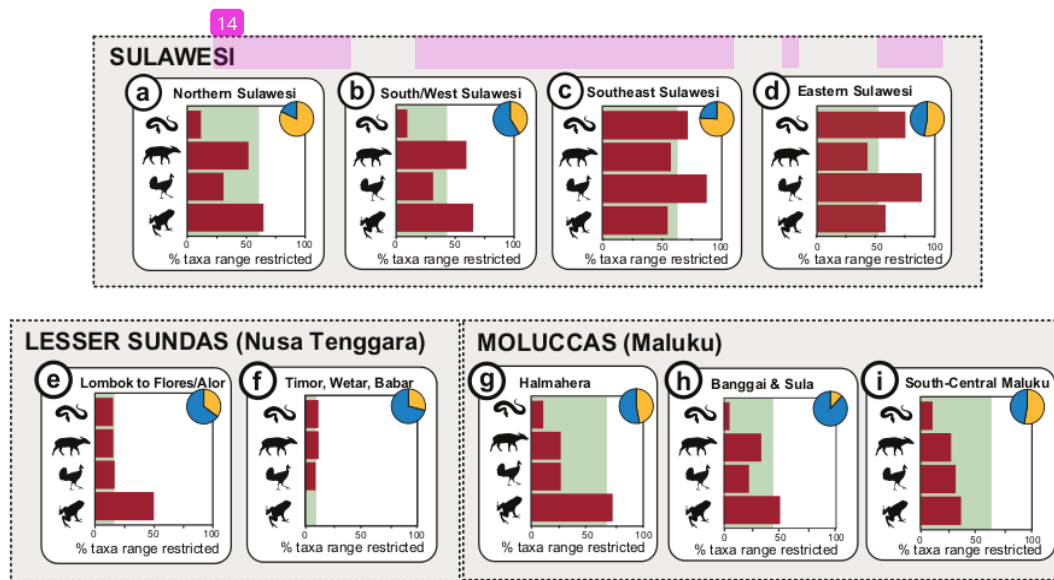 14
SULAWESI
a Northern Sulawesi
0 50 100
% taxa range restricted
b South/West Sulawesi
0 50 100
% taxa range restricted
c Southeast Sulawesi
0 50 100
% taxa range restricted
d Eastern Sulawesi
0 50 100
% taxa range restricted
LESSER SUNDAS (Nusa Tenggara)
e Lombok to Flores/Alor
0 50 100
% taxa range restricted
f Timor, Wetar, Babar
0 50 100
% taxa range restricted
MOLUCCAS (Maluku)
g Halmahera
0 50 100
% taxa range restricted
h Banggai & Sula
0 50 100
% taxa range restricted
i South-Central Maluku
0 50 100
% taxa range restricted